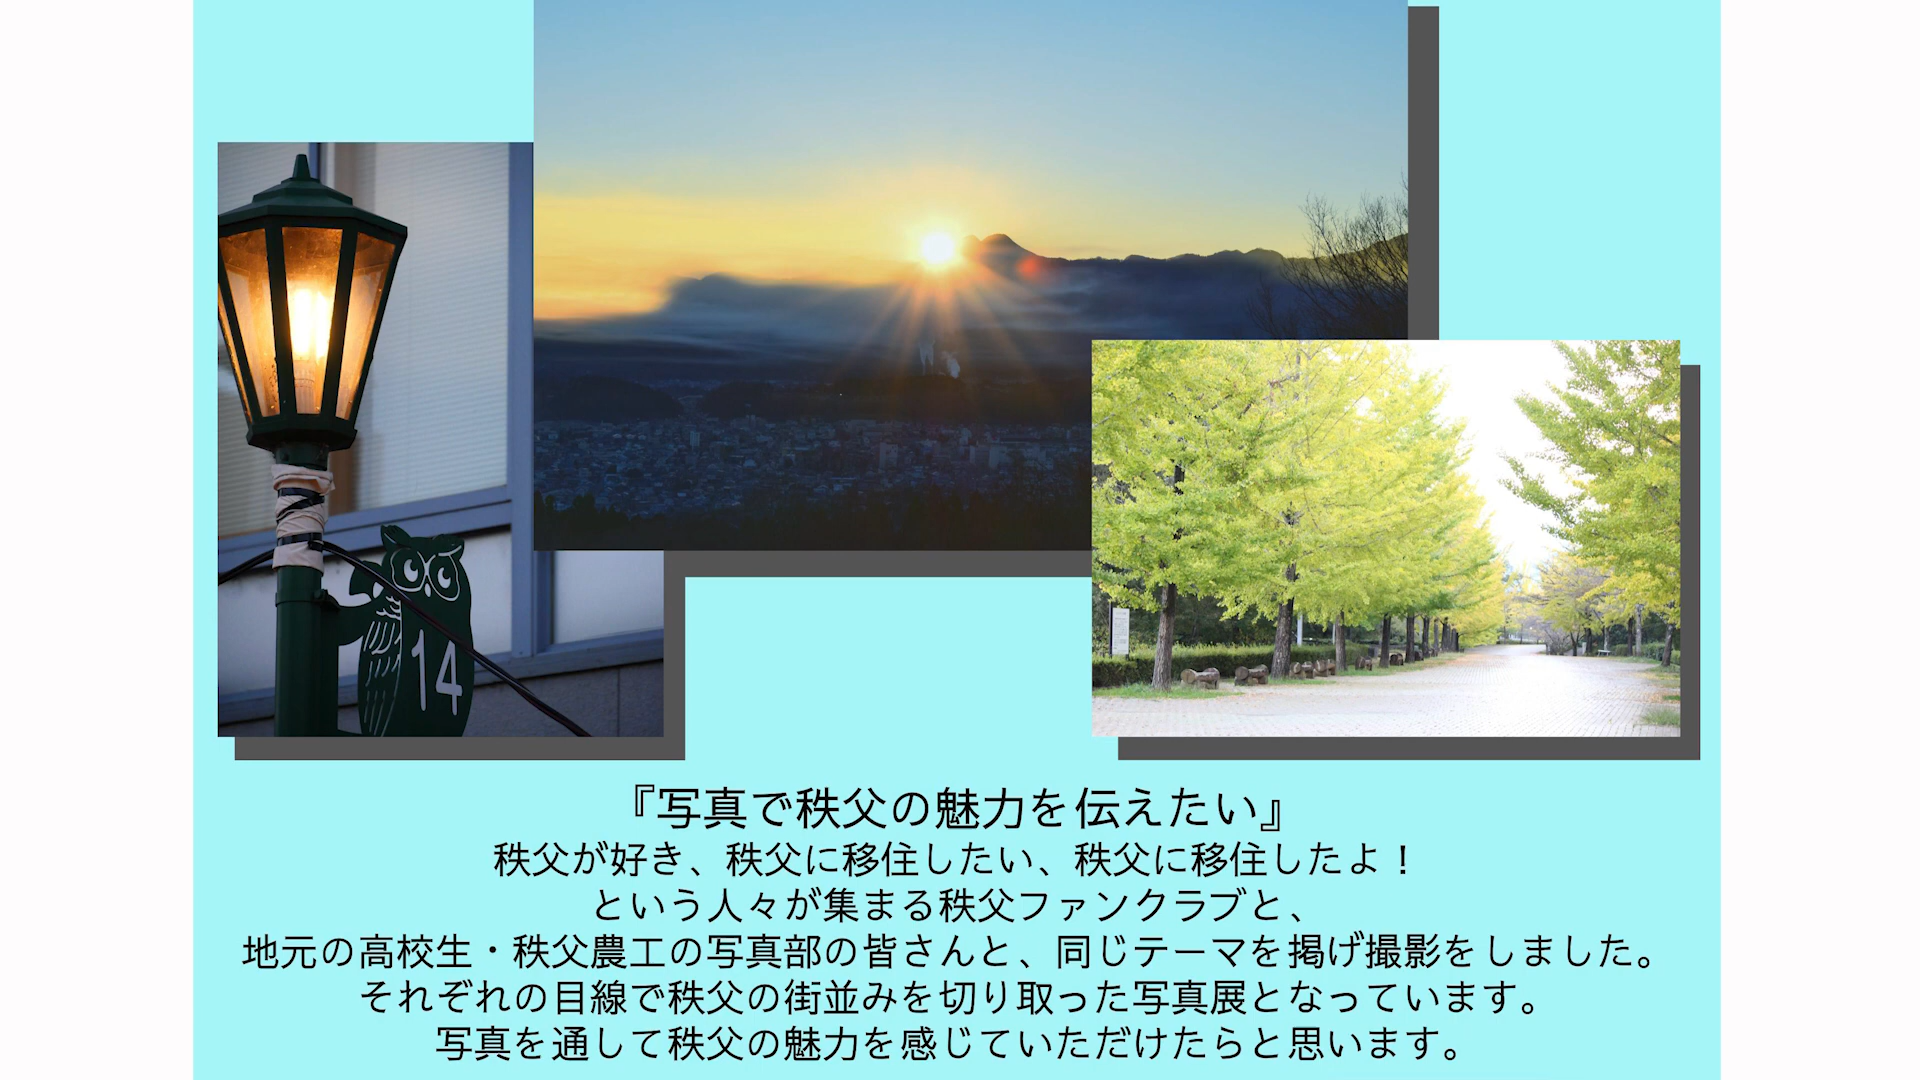 14
『写真で秩父の魅力を伝えたい』
秩父が好き、秩父に移住したい、秩父に移住したよ！
という人々が集まる秩父ファンクラブと、
地元の高校生・秩父農工の写真部の皆さんと、同じテーマを掲げ撮影をしました。
それぞれの目線で秩父の街並みを切り取った写真展となっています。
写真を通して秩父の魅力を感じていただけたらと思います。